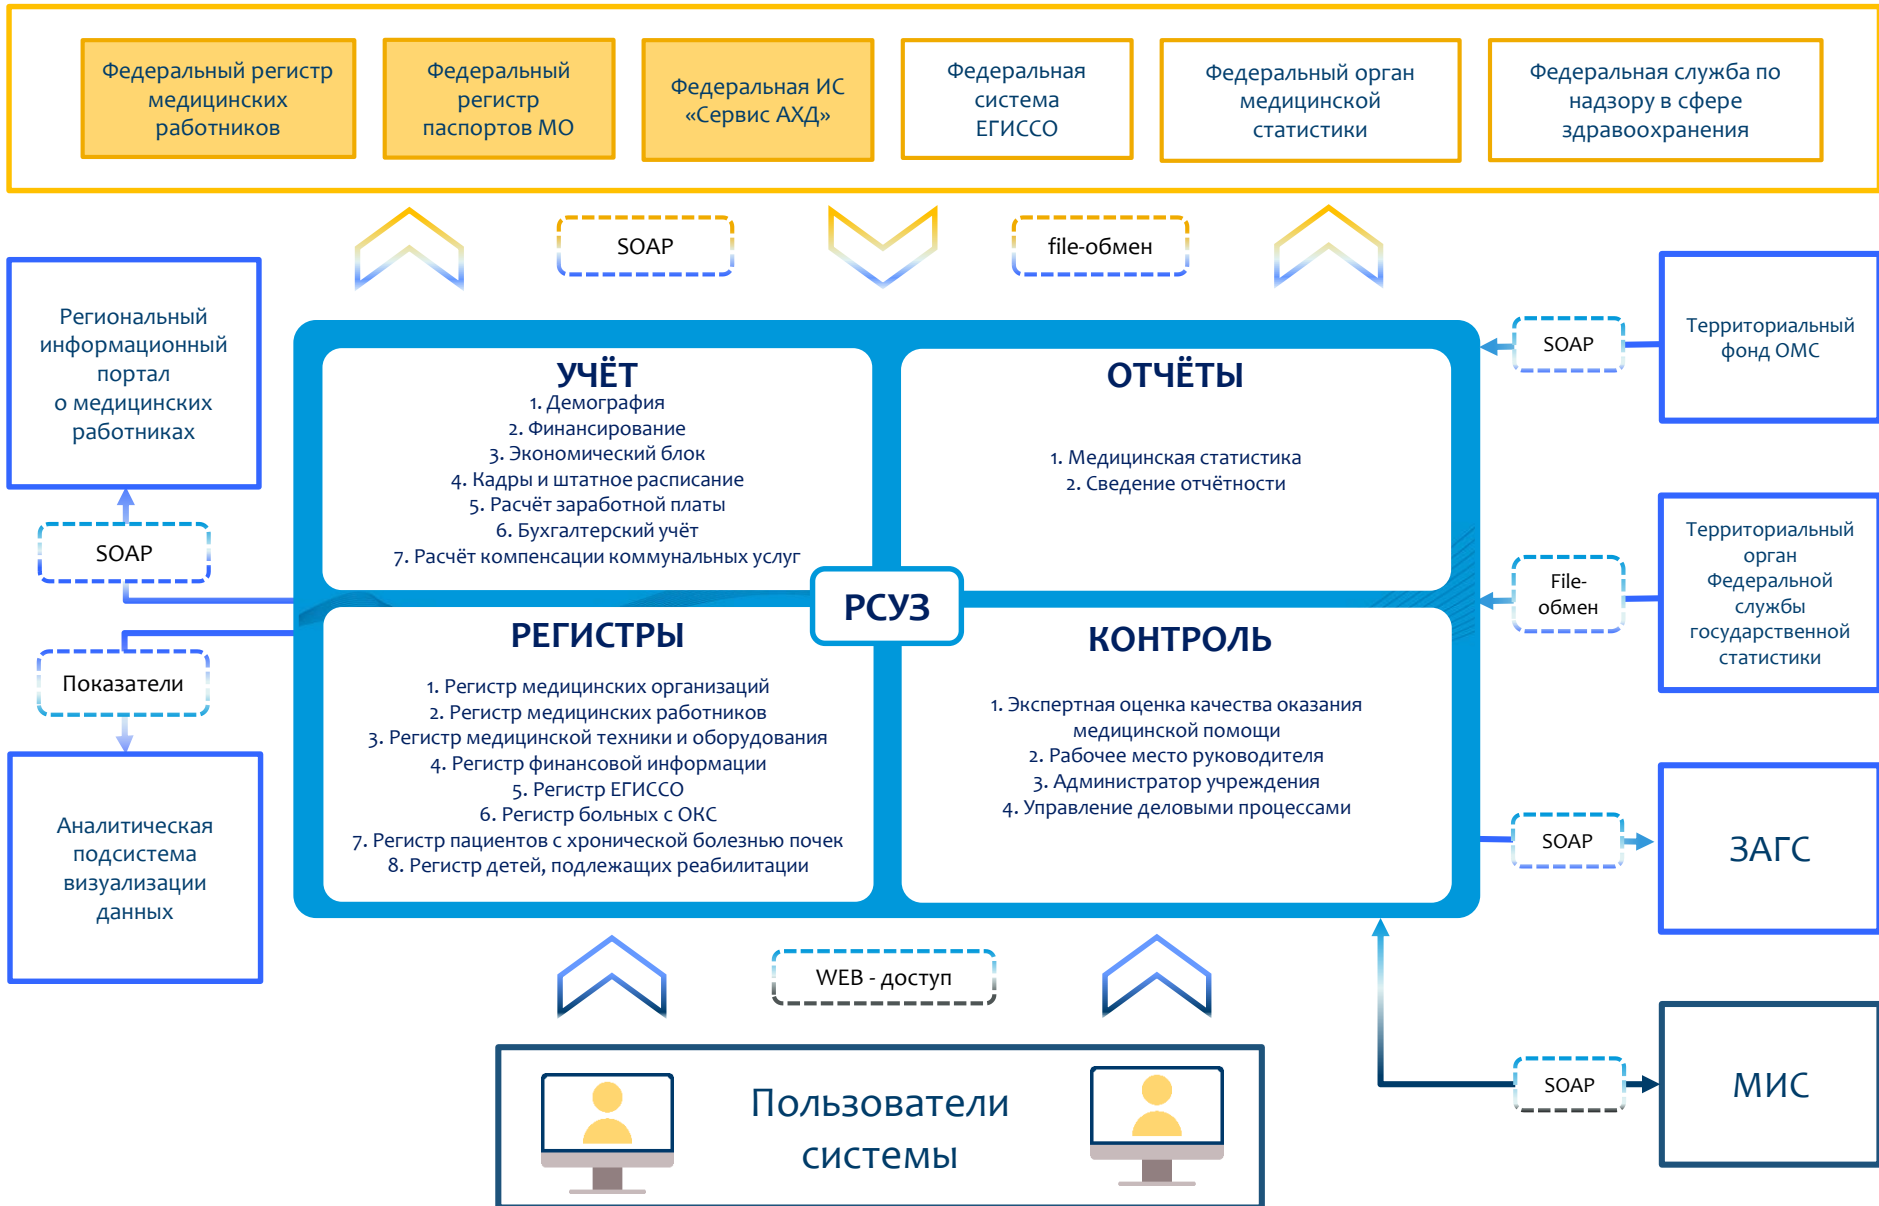 Федеральный регистр
медицинских
работников
Федеральный
регистр
паспортов МО
Федеральная ИС
«Сервис АХД»
Федеральная
система
ЕГИССО
Федеральный орган
медицинской
статистики
Федеральная служба по
надзору в сфере
здравоохранения
SOAP
file-обмен
Региональный
информационный
портал
о медицинских
работниках
SOAP
Показатели
Аналитическая
подсистема
визуализации
данных
УЧЁТ
1. Демография
2. Финансирование
3. Экономический блок
4. Кадры и штатное расписание
5. Расчёт заработной платы
6. Бухгалтерский учёт
7. Расчёт компенсации коммунальных услуг
ОТЧЁТЫ
1. Медицинская статистика
2. Сведение отчётности
РСУЗ
РЕГИСТРЫ
1. Регистр медицинских организаций
2. Регистр медицинских работников
3. Регистр медицинской техники и оборудования
4. Регистр финансовой информации
5. Регистр ЕГИССО
6. Регистр больных с ОКС
7. Регистр пациентов с хронической болезнью почек
8. Регистр детей, подлежащих реабилитации
КОНТРОЛЬ
1. Экспертная оценка качества оказания
медицинской помощи
2. Рабочее место руководителя
3. Администратор учреждения
4. Управление деловыми процессами
SOAP
Территориальный
фонд ОМС
File-
обмен
Территориальный
орган
Федеральной
службы
государственной
статистики
SOAP
ЗАГС
SOAP
МИС
WEB - доступ
Пользователи
системы